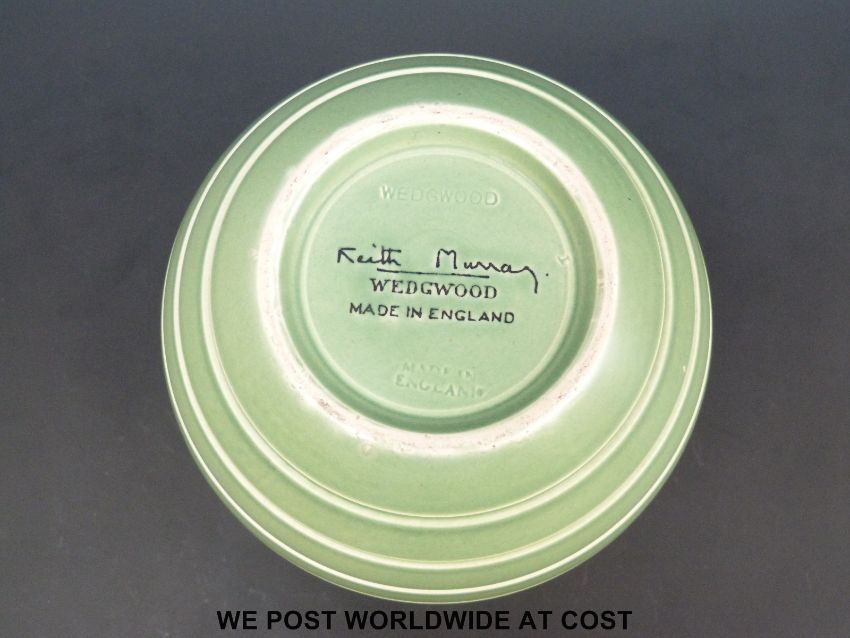 WEDGWOOD
Keith Murray.
WEDGWOOD
MADE IN ENGLAND
MADE IN
ENGLAND
WE POST WORLDWIDE AT COST